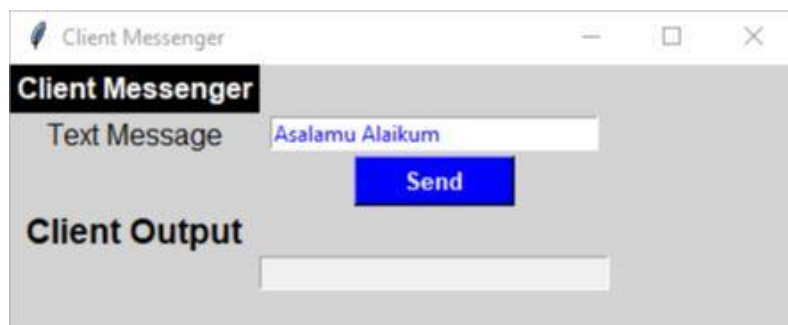 Client Messenger
Client Messenger
Text Message Asalamu Alaikum
Send
Client Output